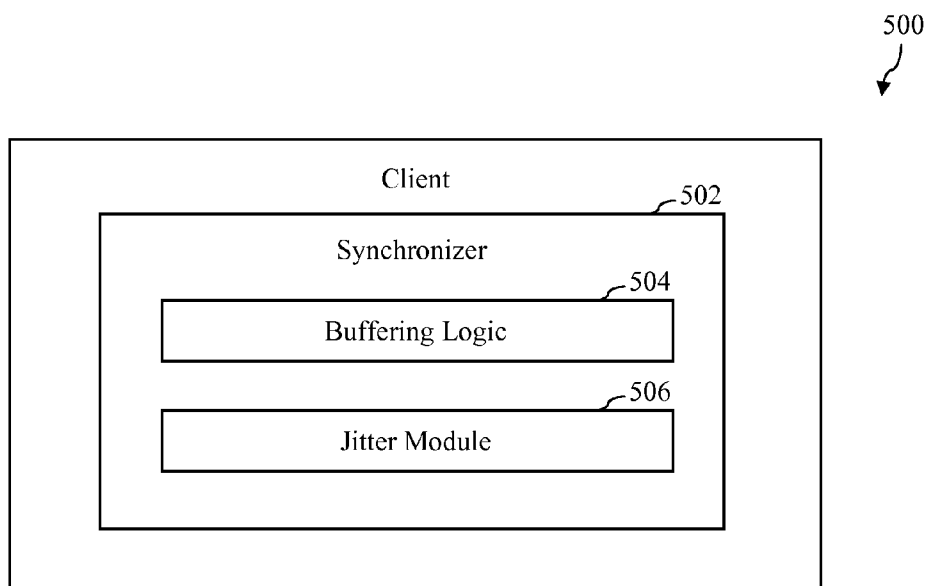 500
Client
502
Synchronizer
504
Buffering Logic
506
Jitter Module